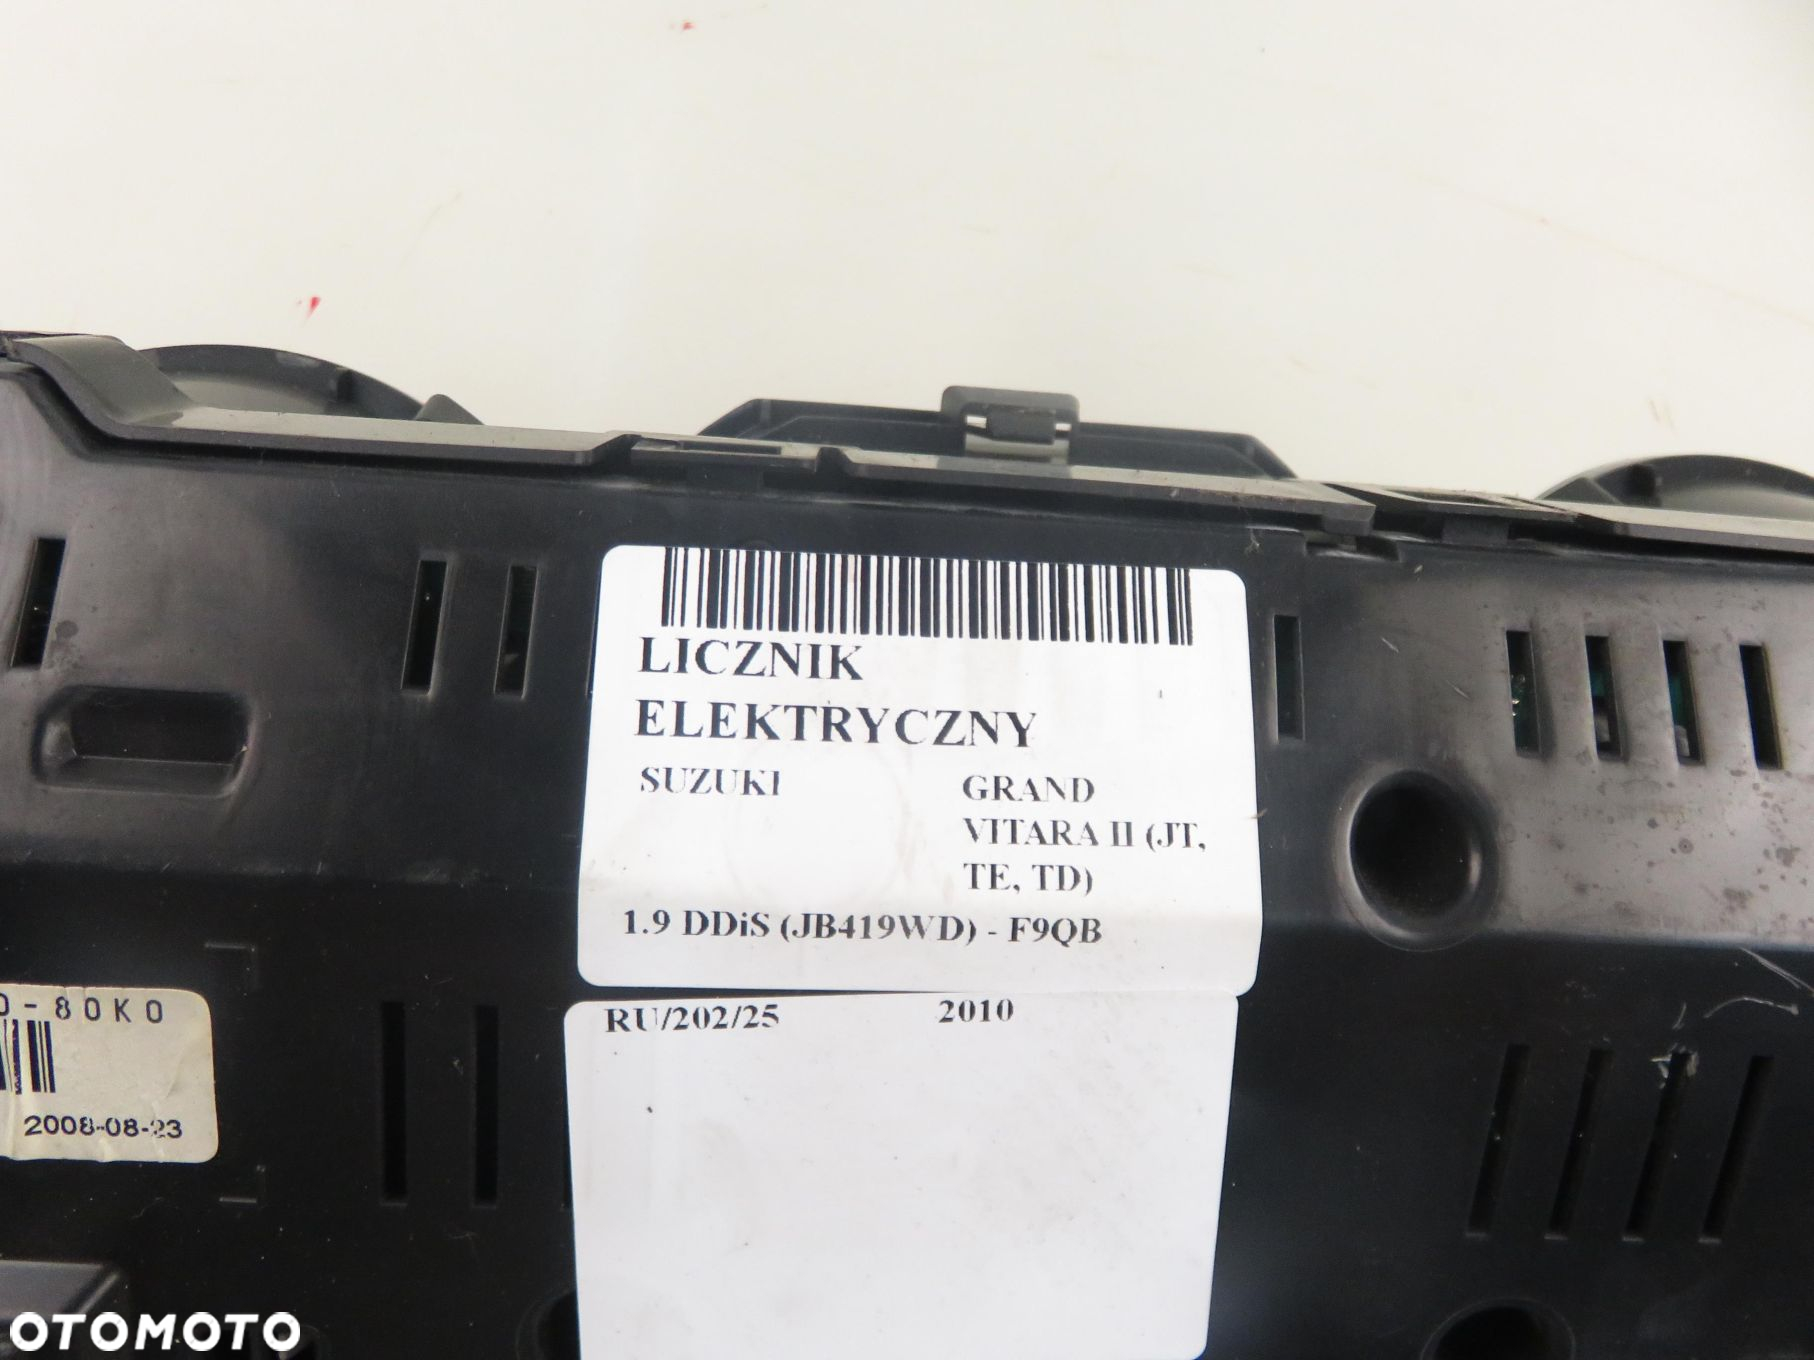 LICZNIK
ELEKTRYCZNY
SUZUKI GRAND
VITARA II (JT,
TE, TD)
1.9 DDiS (JB419WD) - F9QB
RU/202/25 2010
0-80K0
2008-08-23
OTOMOTO